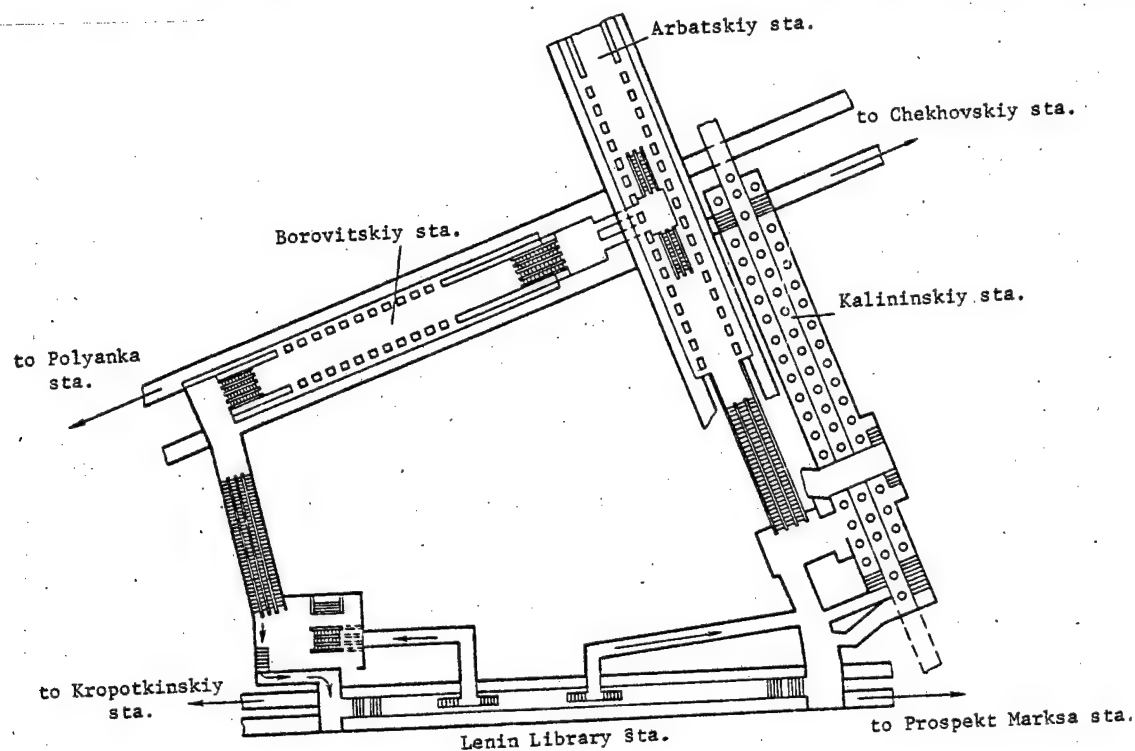 Arbatskiy sta.
to Chekhovskiy sta.
Borovitskiy sta.
Kalininskiy sta.
to Polyanka
sta.
to Kropotkinskiy
sta.
to Prospekt Marksa sta.
Lenin Library Sta.